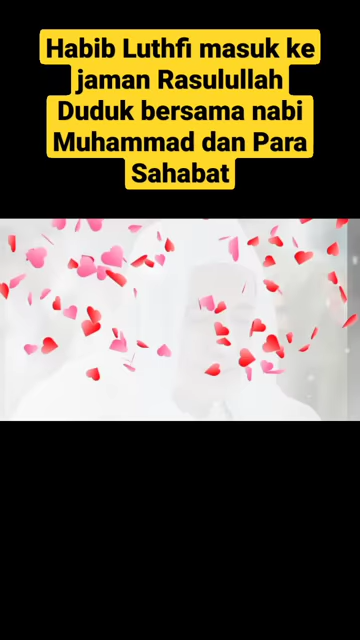 Habib Luthfi masuk ke
jaman Rasulullah
Duduk bersama nabi
Muhammad dan Para
Sahabat